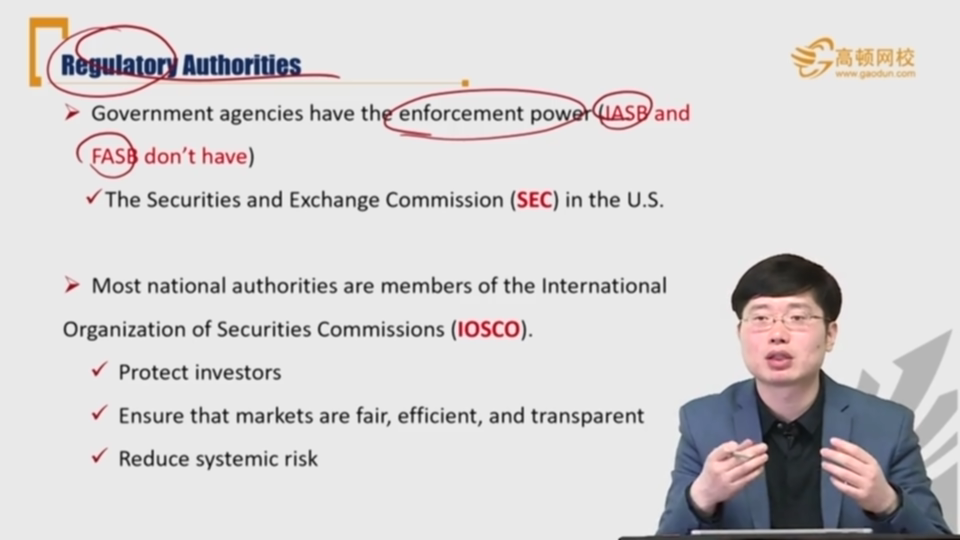 Regulatory Authorities
高顿网校
www.gaodun.com
Government agencies have the enforcement power (IASB and
FASB don't have)
The Securities and Exchange Commission (SEC) in the U.S.
Most national authorities are members of the International
Organization of Securities Commissions (IOSCO).
Protect investors
Ensure that markets are fair, efficient, and transparent
Reduce systemic risk